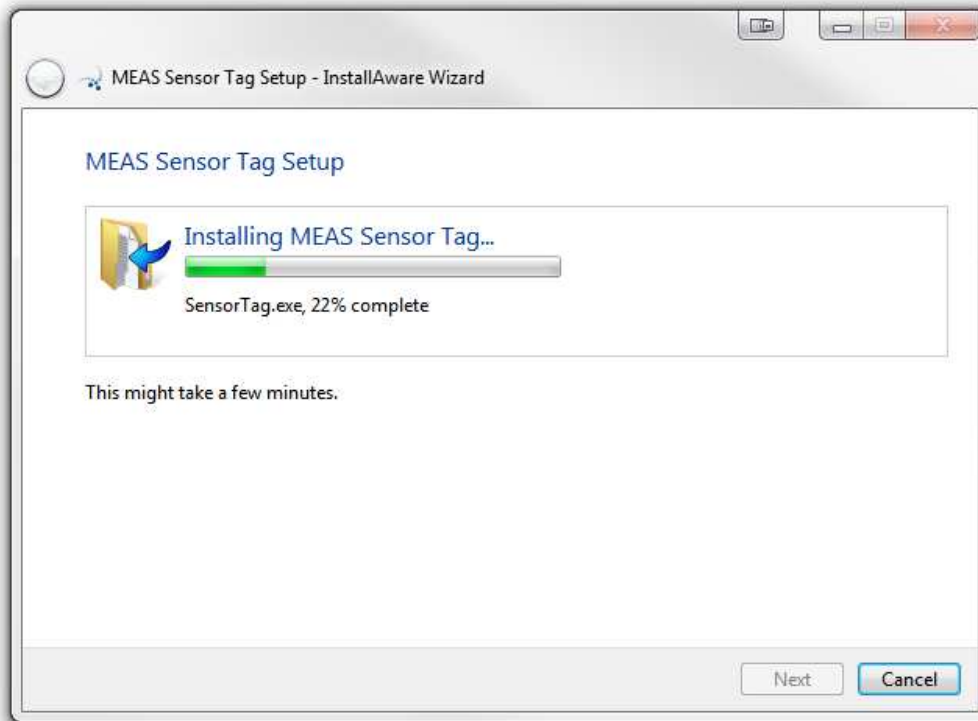 MEAS Sensor Tag Setup - InstallAware Wizard
MEAS Sensor Tag Setup
Installing MEAS Sensor Tag...
SensorTag.exe, 22% complete
This might take a few minutes.
Next
Cancel